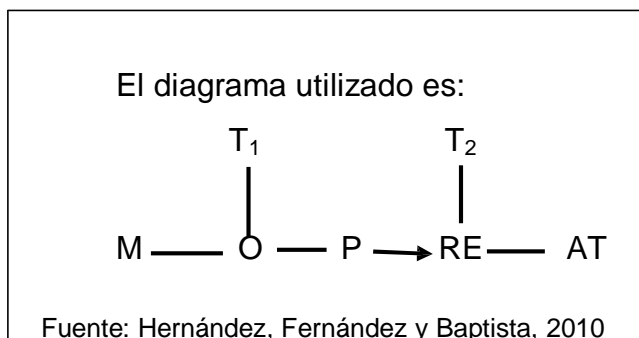 El diagrama utilizado es:
T₁ T₂
M O P RE AT
Fuente: Hernández, Fernández y Baptista, 2010